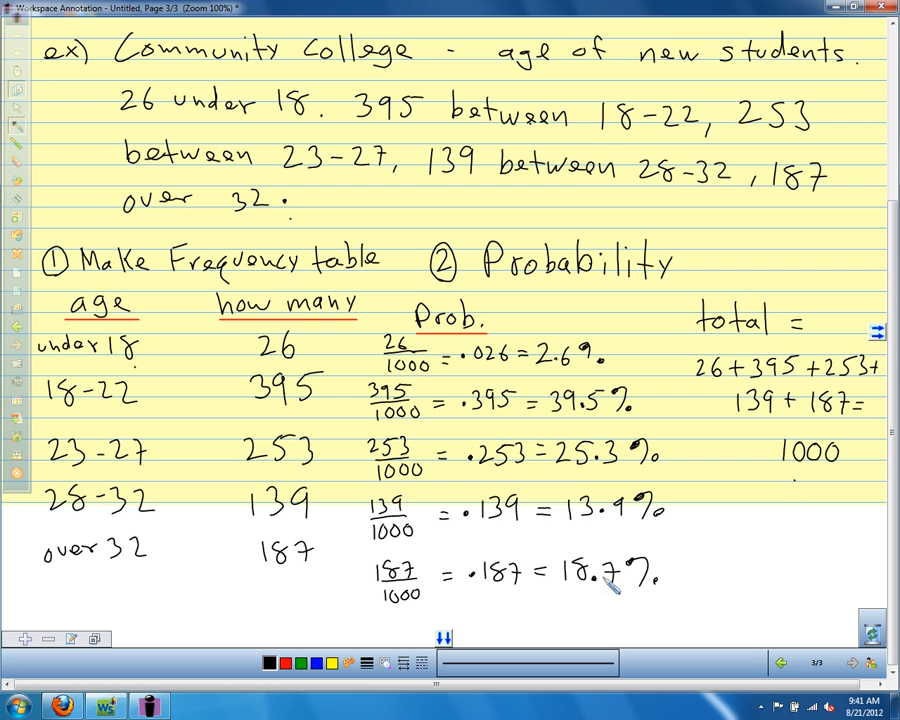 Workspace Annotation - Untitled, Page 3/3 (Zoom 100%) *
ex) Community College - age of new students.
26 under 18. 395 between 18-22, 253
between 23-27, 139 between 28-32, 187
over 32.
① Make Frequency table ② Probability
age how many Prob. total =
under 18 26 26/1000 = .026 = 2.6%. 26+395+253+
18-22 395 395/1000 = .395 = 39.5% 139 + 187=
23-27 253 253/1000 = .253 = 25.3%. 1000
28-32 139 139/1000 = .139 = 13.9%
over 32 187 187/1000 = .187 = 18.7%.
3/3
9:41 AM
8/21/2012